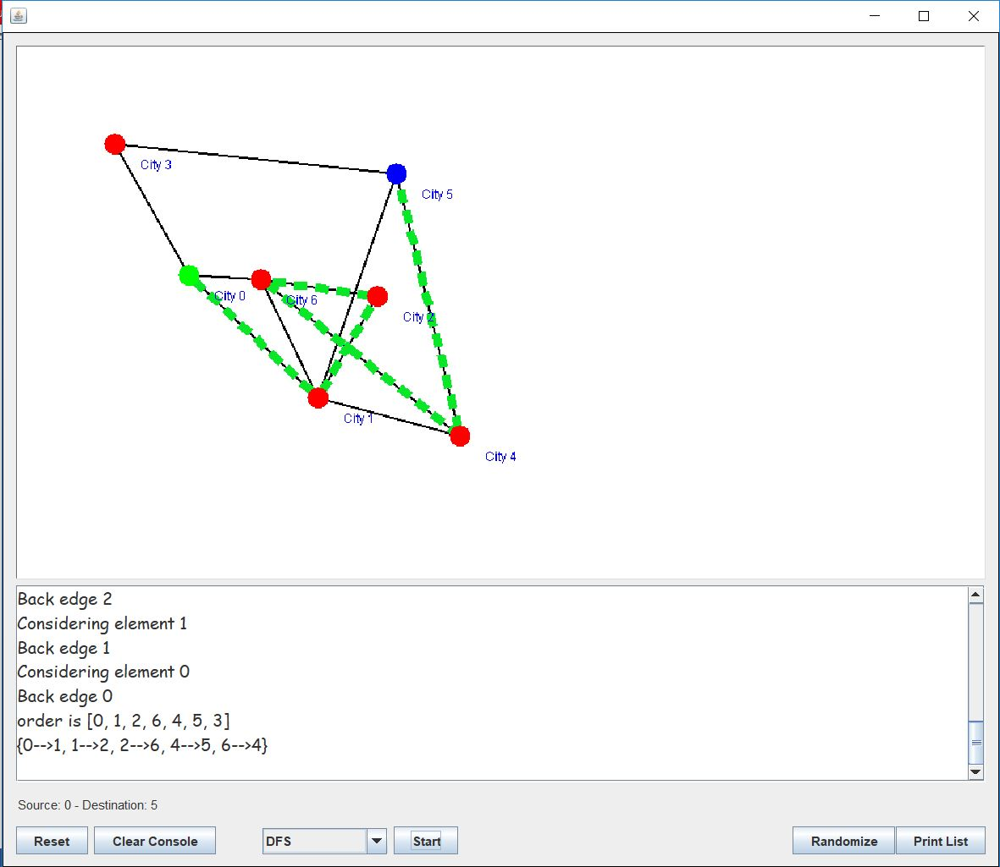 City 3
City 5
City 0
City 6
City 2
City 1
City 4
Back edge 2
Considering element 1
Back edge 1
Considering element 0
Back edge 0
order is [0, 1, 2, 6, 4, 5, 3]
{0-->1, 1-->2, 2-->6, 4-->5, 6-->4}
Source: 0 - Destination: 5
Reset Clear Console DFS Start Randomize Print List